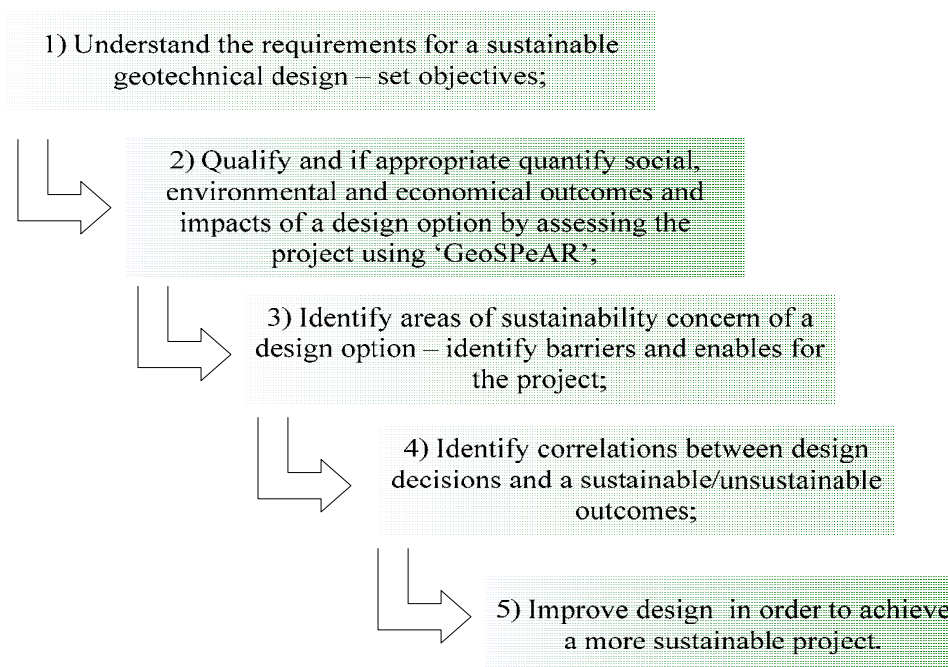 1) Understand the requirements for a sustainable
geotechnical design – set objectives;
2) Qualify and if appropriate quantify social,
environmental and economical outcomes and
impacts of a design option by assessing the
project using ‘GeoSPeAR’;
3) Identify areas of sustainability concern of a
design option – identify barriers and enables for
the project;
4) Identify correlations between design
decisions and a sustainable/unsustainable
outcomes;
5) Improve design in order to achieve
a more sustainable project.